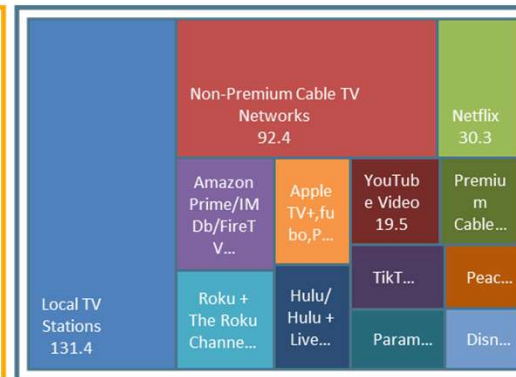 Local TV
Stations
131.4
Non-Premium Cable TV
Networks
92.4
Netflix
30.3
Amazon
Prime/IM
Db/FireT
V...
Apple
TV+,fu
bo,P...
YouTub
e Video
19.5
Premiu
m
Cable...
Roku +
The Roku
Channe...
Hulu/
Hulu +
Live...
TikT...
Peac...
Param...
Disn...